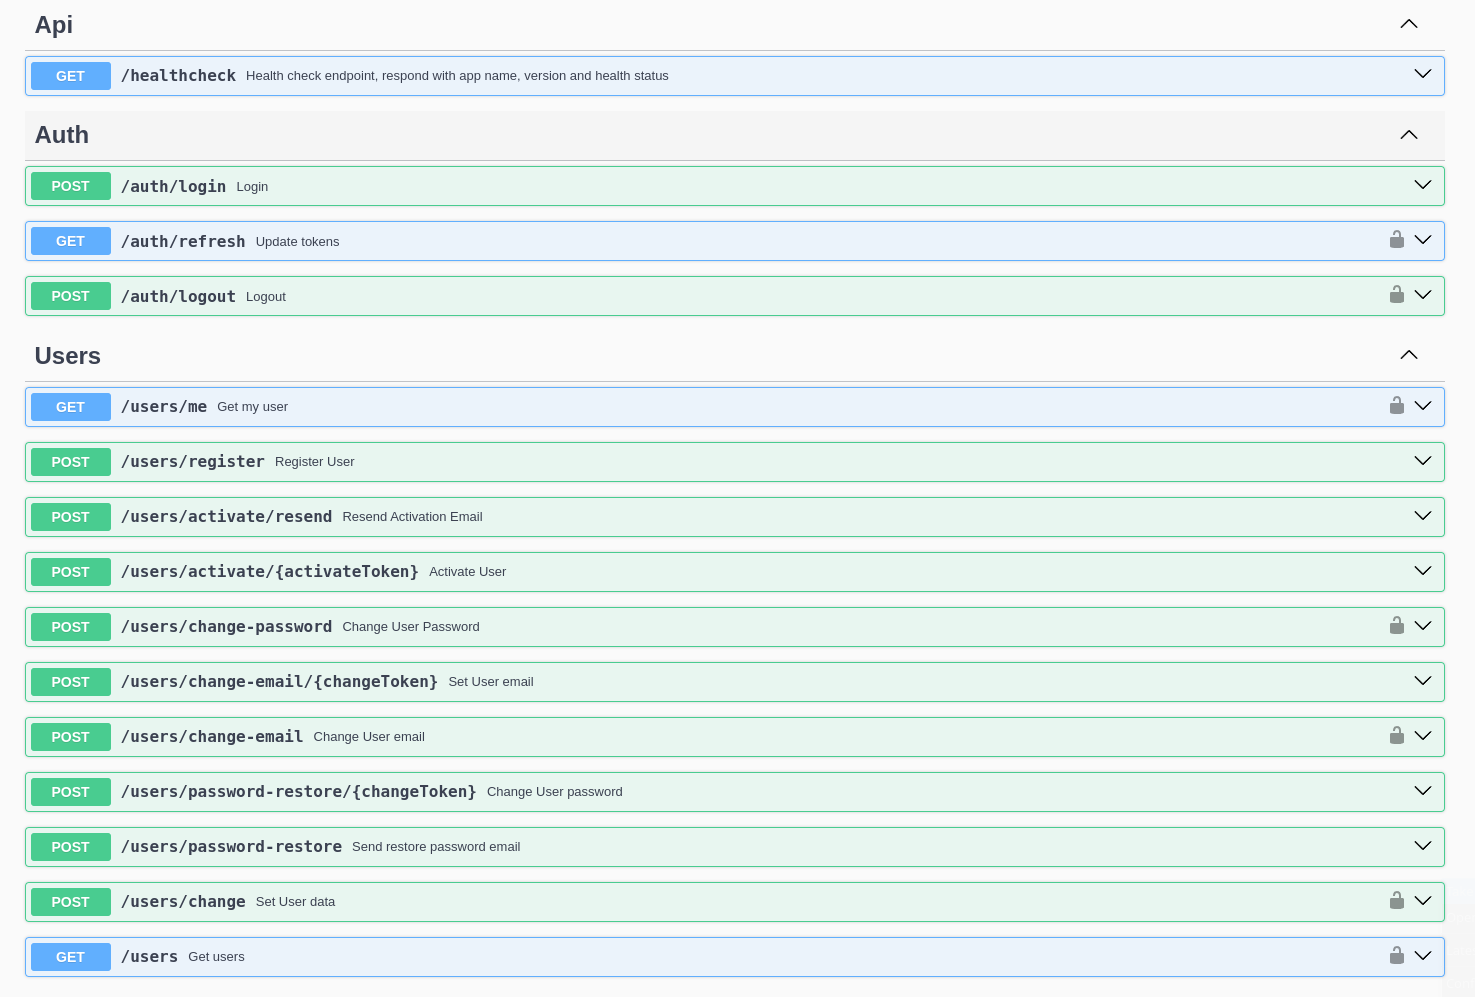 Api
GET /healthcheck Health check endpoint, respond with app name, version and health status
Auth
POST /auth/login Login
GET /auth/refresh Update tokens
POST /auth/logout Logout
Users
GET /users/me Get my user
POST /users/register Register User
POST /users/activate/resend Resend Activation Email
POST /users/activate/{activateToken} Activate User
POST /users/change-password Change User Password
POST /users/change-email/{changeToken} Set User email
POST /users/change-email Change User email
POST /users/password-restore/{changeToken} Change User password
POST /users/password-restore Send restore password email
POST /users/change Set User data
GET /users Get users